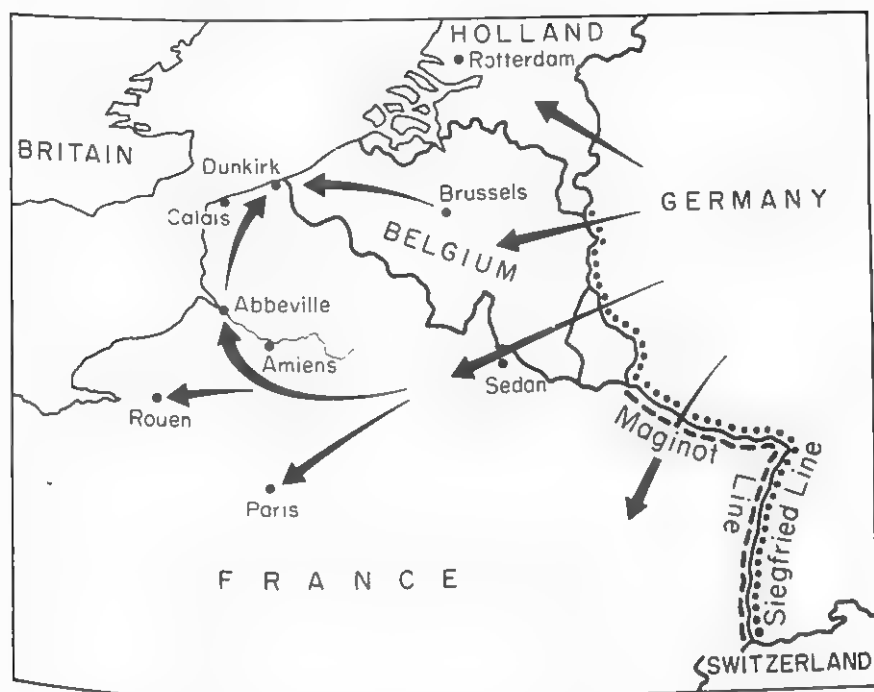 HOLLAND
Rotterdam
BRITAIN
Dunkirk
Calais
Brussels
GERMANY
BELGIUM
Abbeville
Amiens
Sedan
Rouen
Maginot
Line
Siegfried Line
Paris
FRANCE
SWITZERLAND